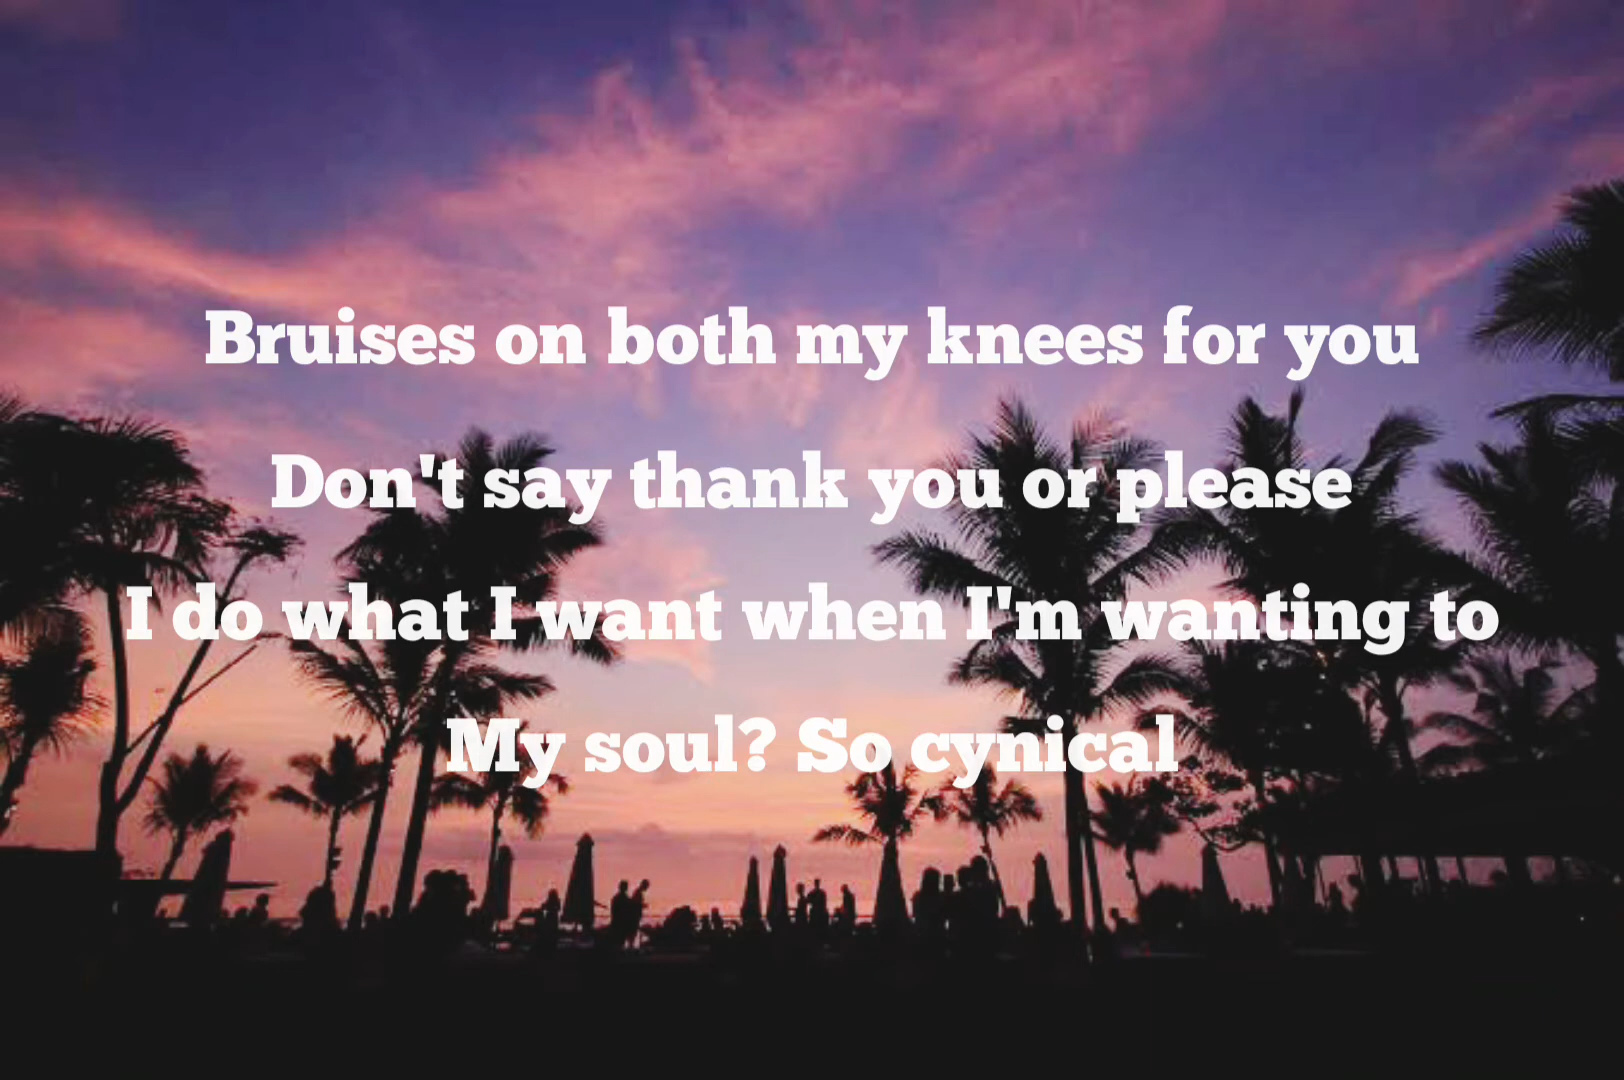 Bruises on both my knees for you
Don't say thank you or please
I do what I want when I'm wanting to
My soul? So cynical